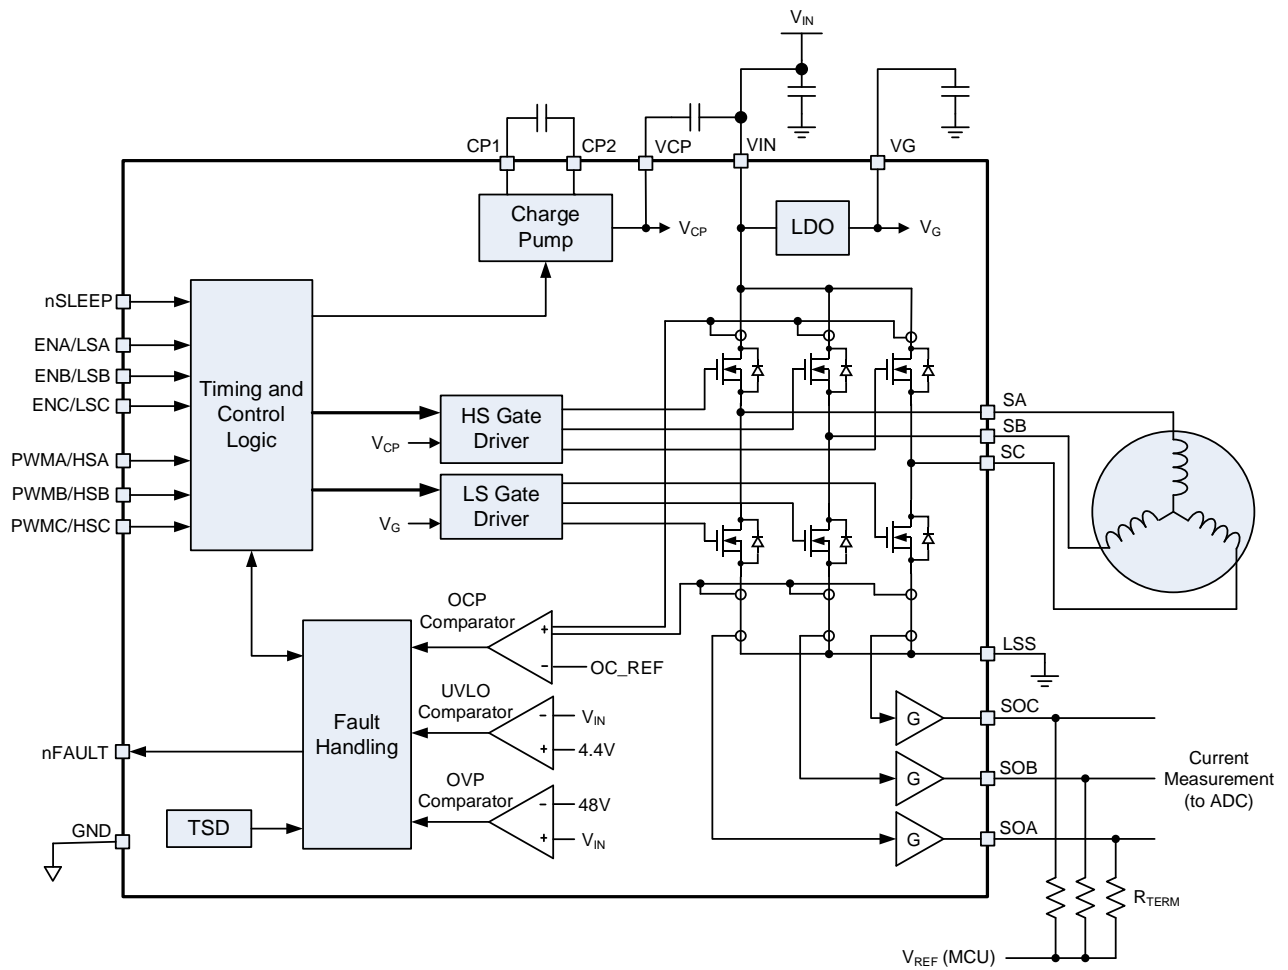 VIN
CP1
CP2
VCP
VIN
VG
Charge
Pump
VCP
LDO
VG
nSLEEP
ENA/LSA
ENB/LSB
ENC/LSC
PWMA/HSA
PWMB/HSB
PWMC/HSC
Timing and
Control
Logic
HS Gate
Driver
VCP
LS Gate
Driver
VG
SA
SB
SC
OCP
Comparator
+
−
OC_REF
LSS
UVLO
Comparator
−
VIN
+
4.4V
Fault
Handling
nFAULT
OVP
Comparator
−
48V
+
VIN
TSD
GND
G
SOC
G
SOB
G
SOA
Current
Measurement
(to ADC)
RTERM
VREF (MCU)